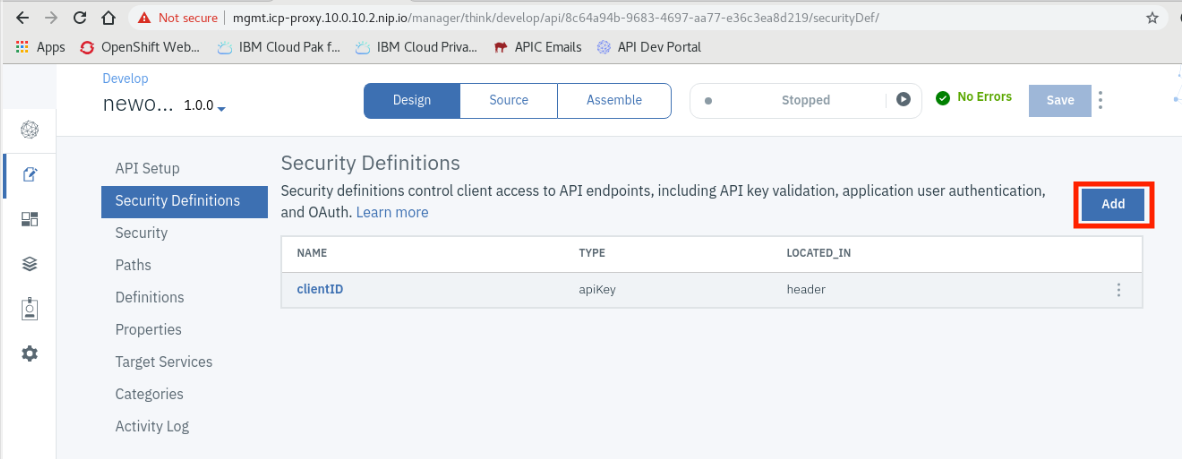 Not secure | mgmt.icp-proxy.10.0.10.2.nip.io/manager/think/develop/api/8c64a94b-9683-4697-aa77-e36c3ea8d219/securityDef/
Apps OpenShift Web... IBM Cloud Pak f... IBM Cloud Priva... APIC Emails API Dev Portal
Develop
newo... 1.0.0
Design Source Assemble Stopped No Errors Save
API Setup
Security Definitions
Security
Paths
Definitions
Properties
Target Services
Categories
Activity Log
Security Definitions
Security definitions control client access to API endpoints, including API key validation, application user authentication,
and OAuth. Learn more
Add
NAME TYPE LOCATED_IN
clientID apiKey header